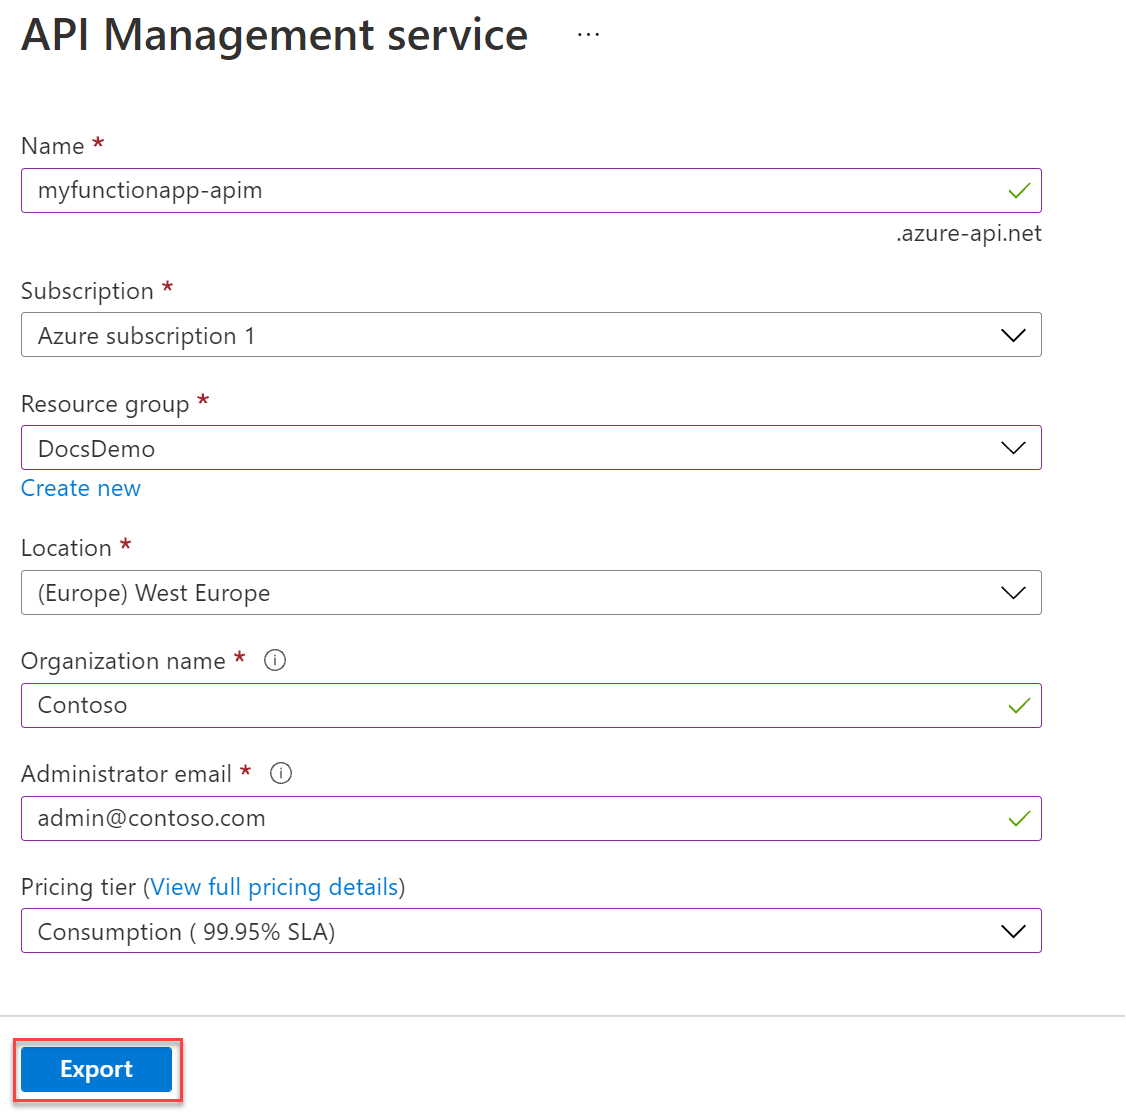 API Management service ...
Name *
myfunctionapp-apim
.azure-api.net
Subscription *
Azure subscription 1
Resource group *
DocsDemo
Create new
Location *
(Europe) West Europe
Organization name *
Contoso
Administrator email *
admin@contoso.com
Pricing tier (View full pricing details)
Consumption ( 99.95% SLA)
Export